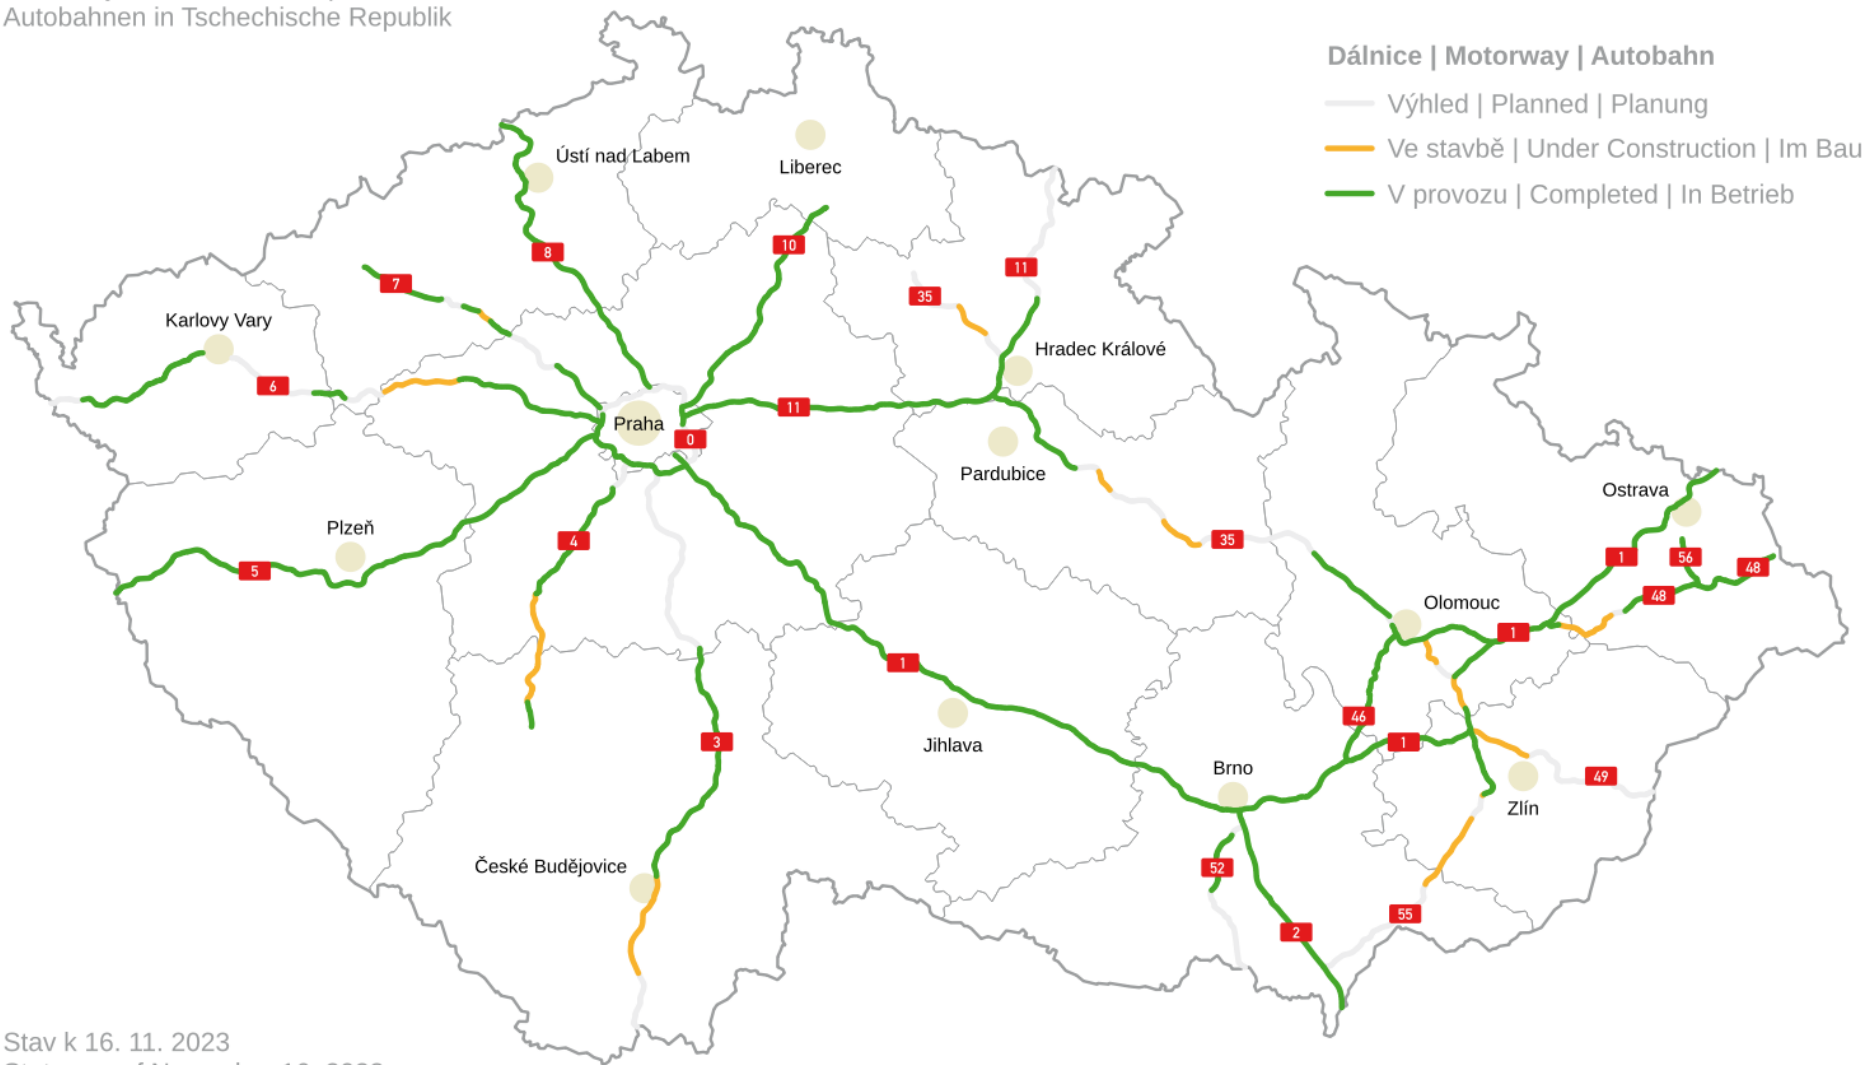 Autobahnen in Tschechische Republik
Dálnice | Motorway | Autobahn
Výhled | Planned | Planung
Ve stavbě | Under Construction | Im Bau
V provozu | Completed | In Betrieb
Ústí nad Labem
Liberec
10
8
11
7
35
Karlovy Vary
Hradec Králové
6
11
Praha
0
Pardubice
Ostrava
Plzeň
4
35
1
56
48
5
48
Olomouc
1
1
46
3
1
Jihlava
Brno
49
Zlín
České Budějovice
52
55
2
Stav k 16. 11. 2023